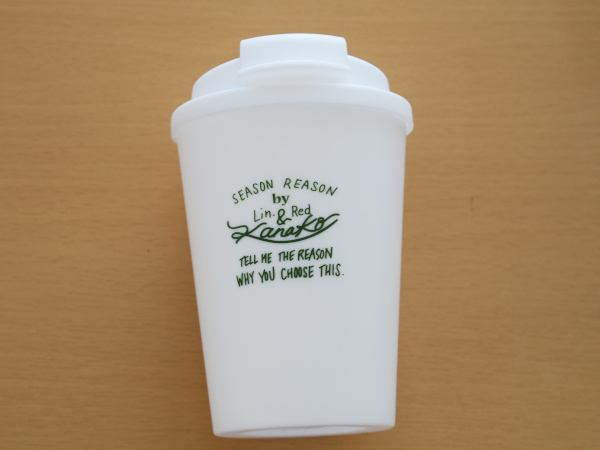 SEASON REASON
by
Lin. & Red
Kanako
TELL ME THE REASON
WHY YOU CHOOSE THIS.